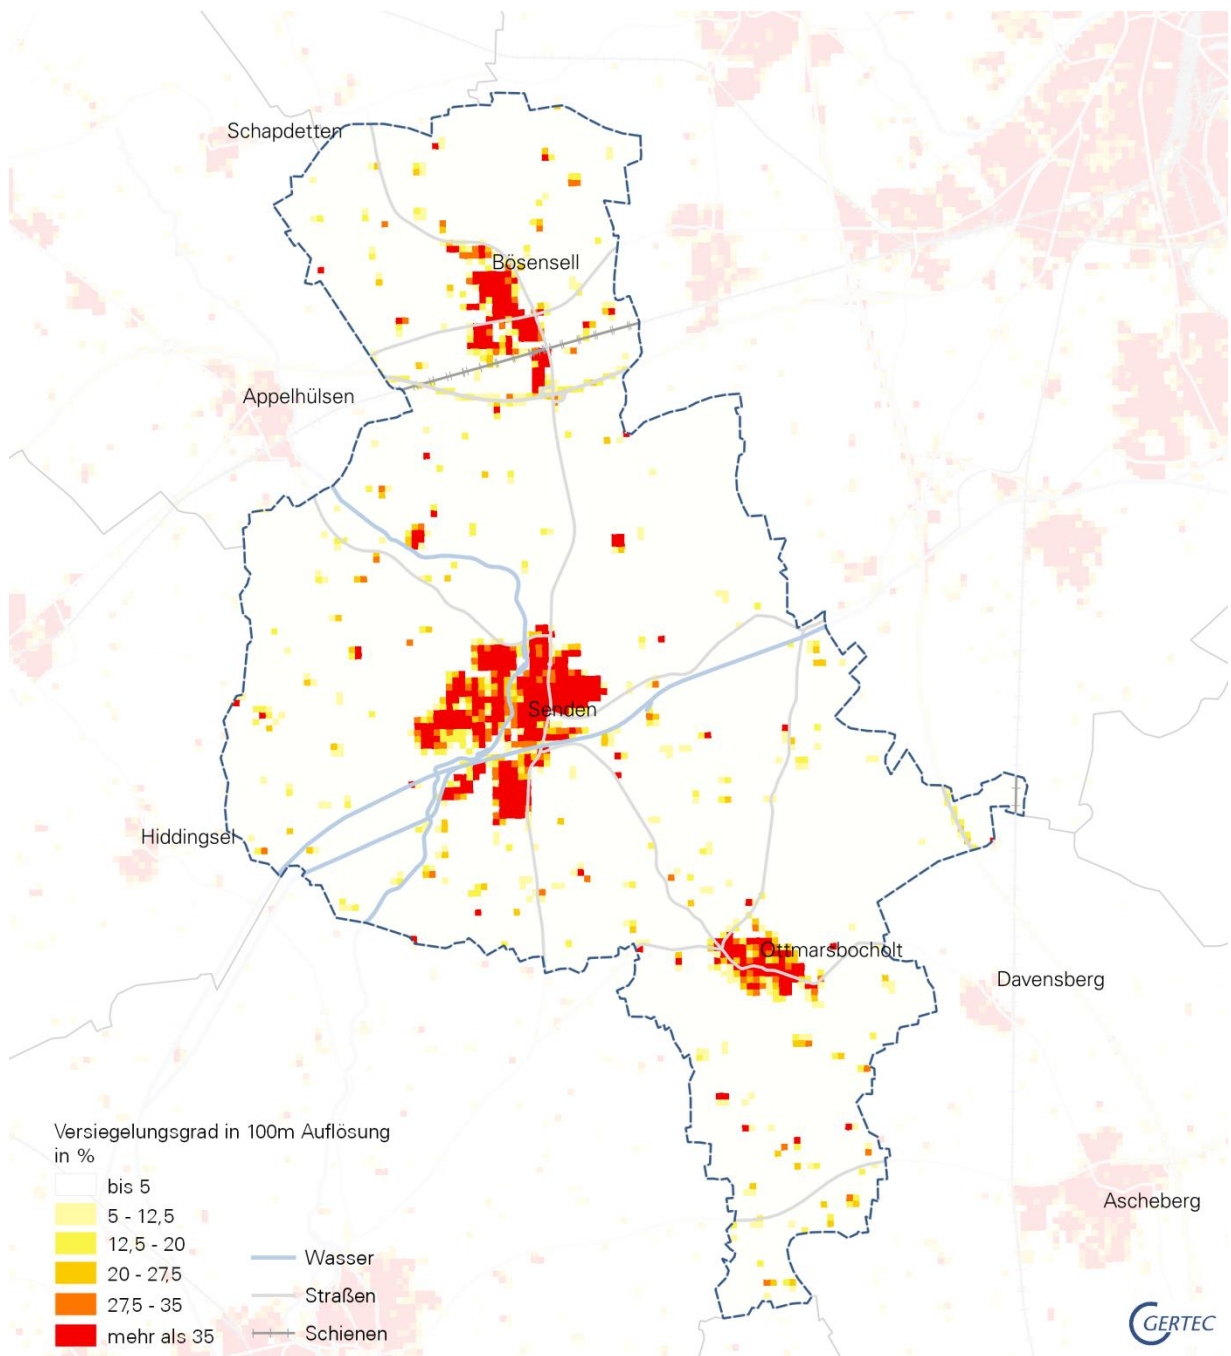 Schapdetten
Bösensell
Appelhülsen
Senden
Hiddingsel
Ottmarsbocholt
Davensberg
Ascheberg
Versiegelungsgrad in 100m Auflösung
in %
bis 5
5 - 12,5
12,5 - 20
20 - 27,5
27,5 - 35
mehr als 35
Wasser
Straßen
Schienen
GERTEC